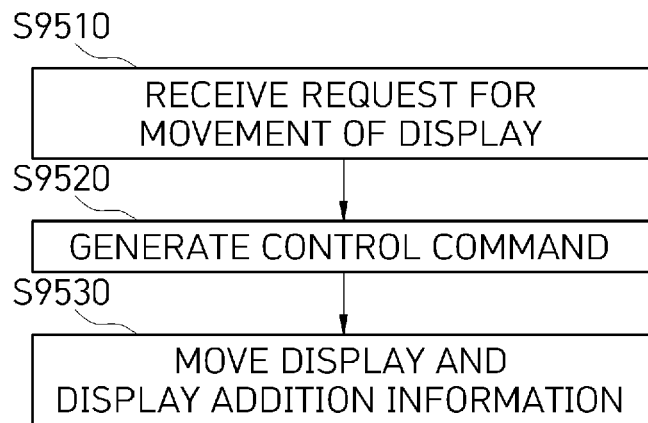 S9510
RECEIVE REQUEST FOR
MOVEMENT OF DISPLAY
S9520
GENERATE CONTROL COMMAND
S9530
MOVE DISPLAY AND
DISPLAY ADDITION INFORMATION